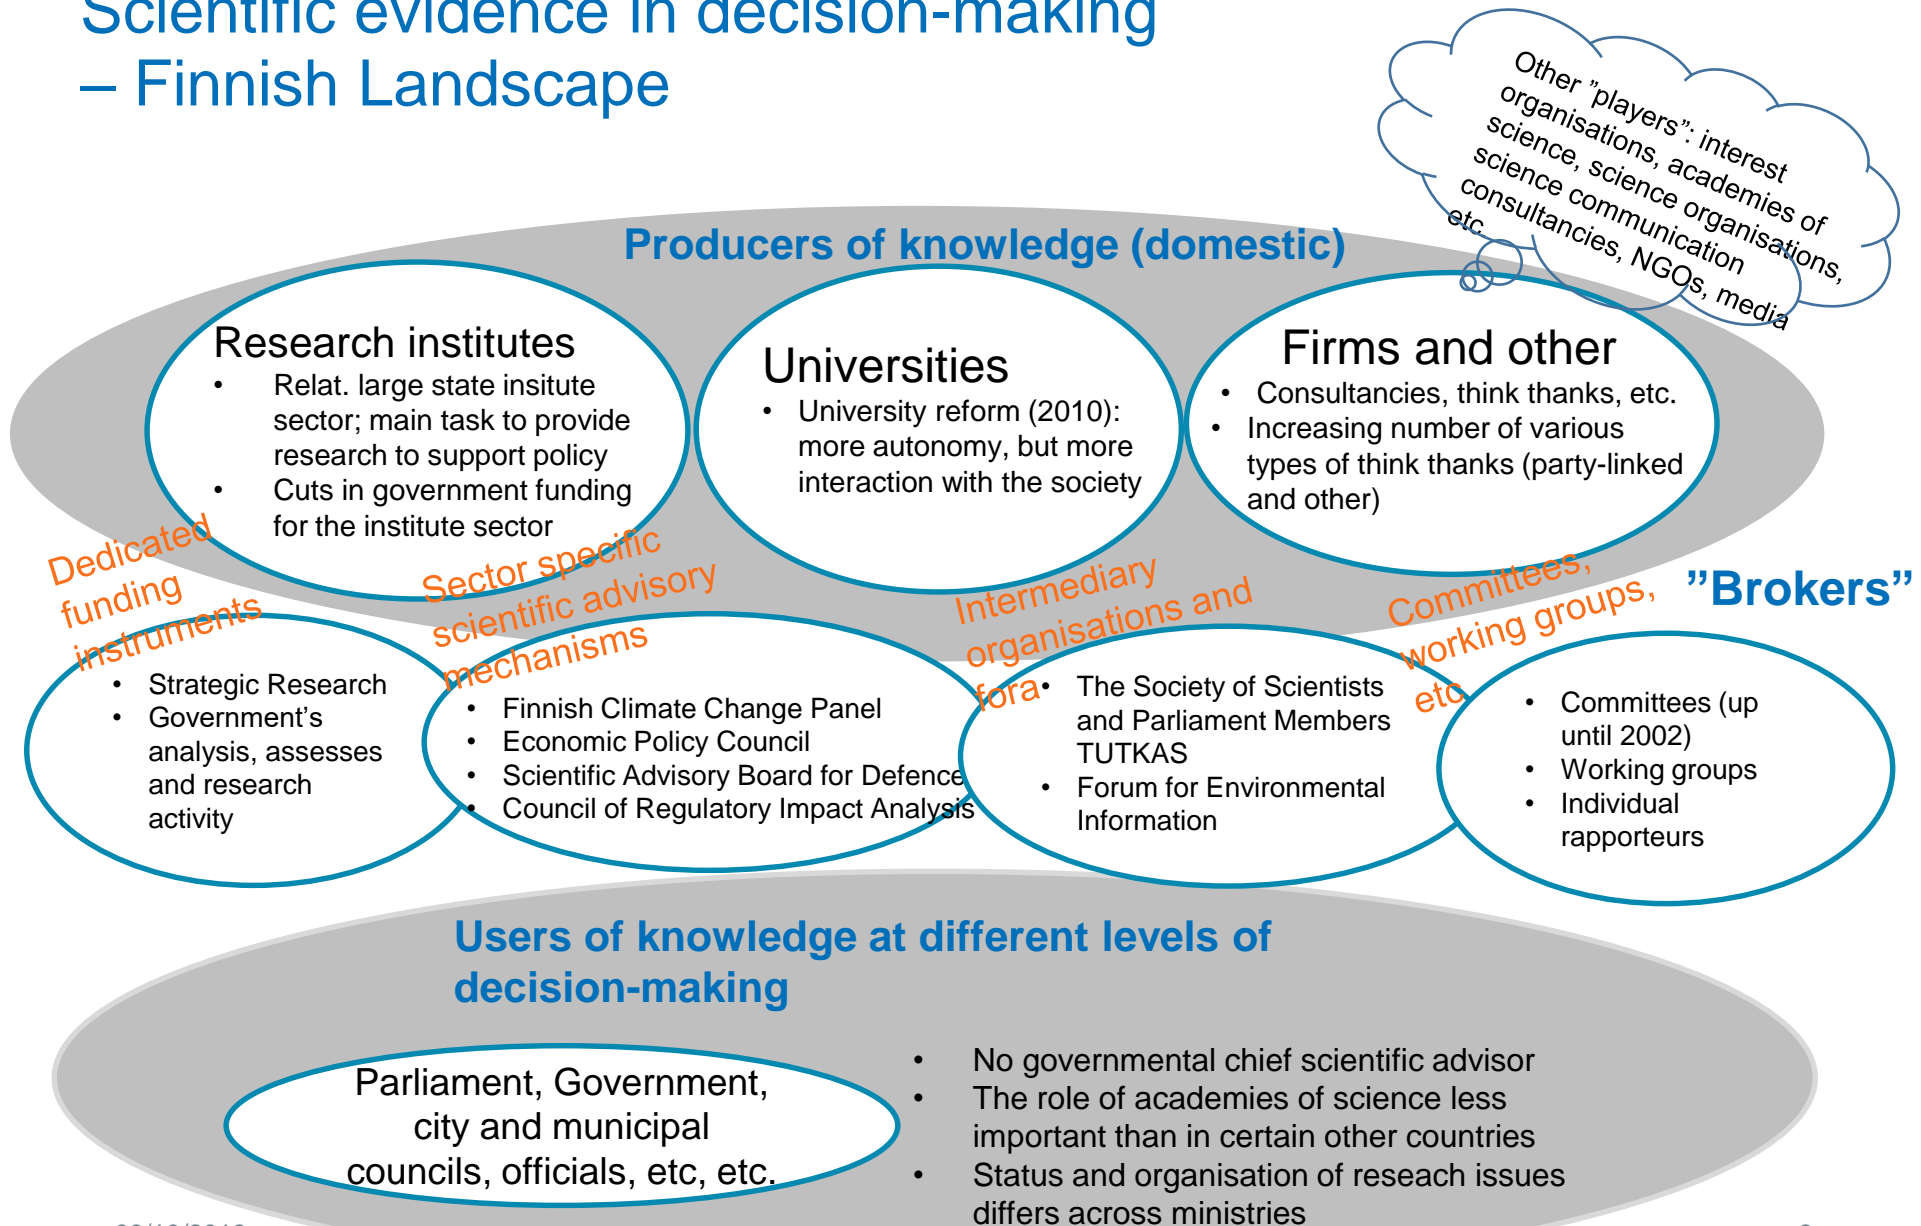 Scientific evidence in decision-making
– Finnish Landscape
Other ”players”: interest
organisations, academies of
science, science organisations,
science communication
consultancies, NGOs, media
etc.
Producers of knowledge (domestic)
Research institutes
• Relat. large state insitute
sector; main task to provide
research to support policy
• Cuts in government funding
for the institute sector
Universities
• University reform (2010):
more autonomy, but more
interaction with the society
Firms and other
• Consultancies, think thanks, etc.
• Increasing number of various
types of think thanks (party-linked
and other)
”Brokers”
Dedicated
funding
instruments
• Strategic Research
• Government’s
analysis, assesses
and research
activity
Sector specific
scientific advisory
mechanisms
• Finnish Climate Change Panel
• Economic Policy Council
• Scientific Advisory Board for Defence
• Council of Regulatory Impact Analysis
Intermediary
organisations and
fora
• The Society of Scientists
and Parliament Members
TUTKAS
• Forum for Environmental
Information
Committees,
working groups,
etc
• Committees (up
until 2002)
• Working groups
• Individual
rapporteurs
Users of knowledge at different levels of
decision-making
Parliament, Government,
city and municipal
councils, officials, etc, etc.
• No governmental chief scientific advisor
• The role of academies of science less
important than in certain other countries
• Status and organisation of reseach issues
differs across ministries